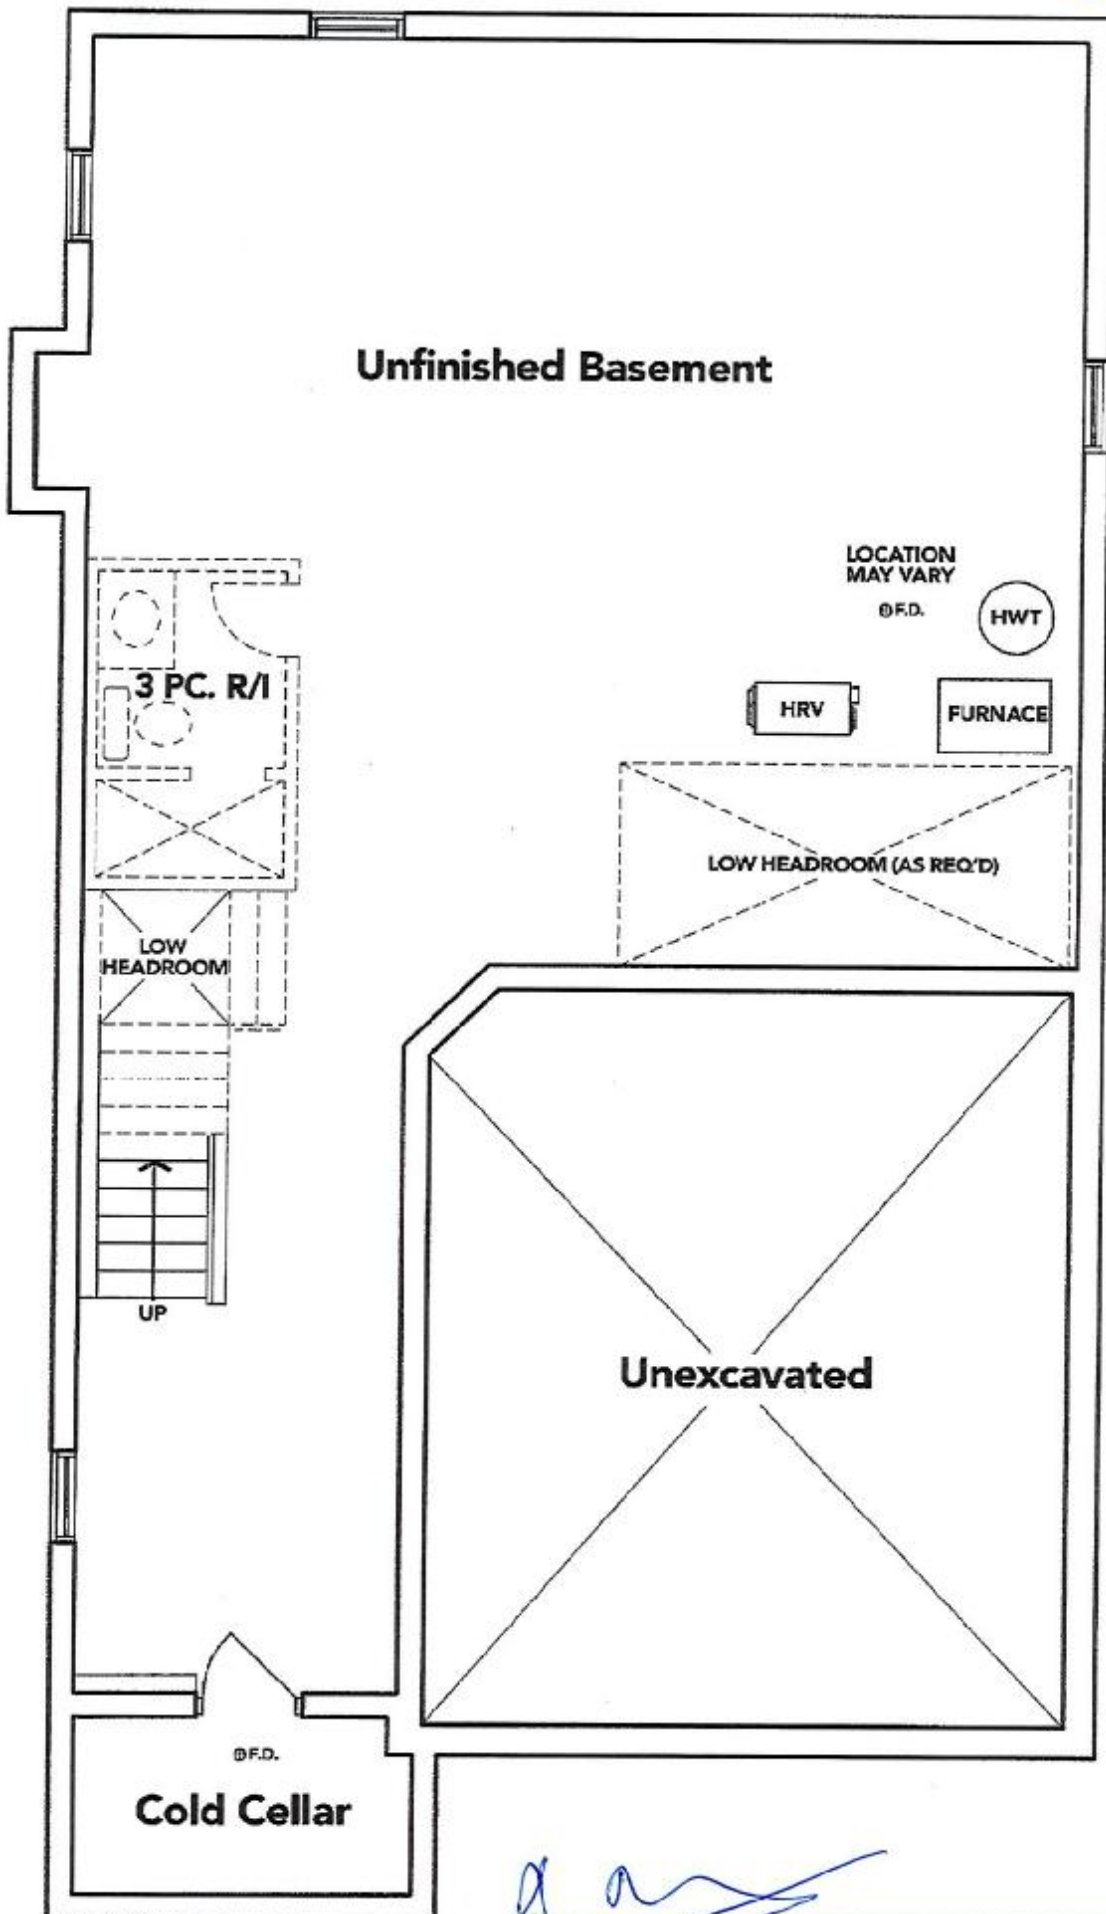 Unfinished Basement
LOCATION
MAY VARY
F.D.
HWT
3 PC. R/I
HRV
FURNACE
LOW HEADROOM (AS REQ'D)
LOW
HEADROOM
UP
Unexcavated
F.D.
Cold Cellar